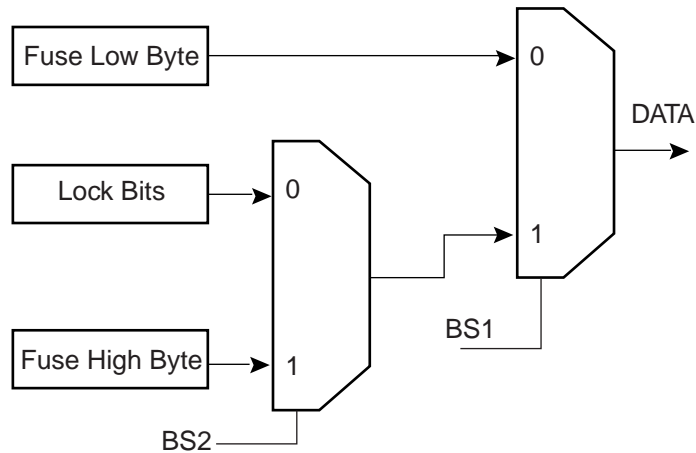 Fuse Low Byte
0
DATA
Lock Bits
0
1
BS1
Fuse High Byte
1
BS2